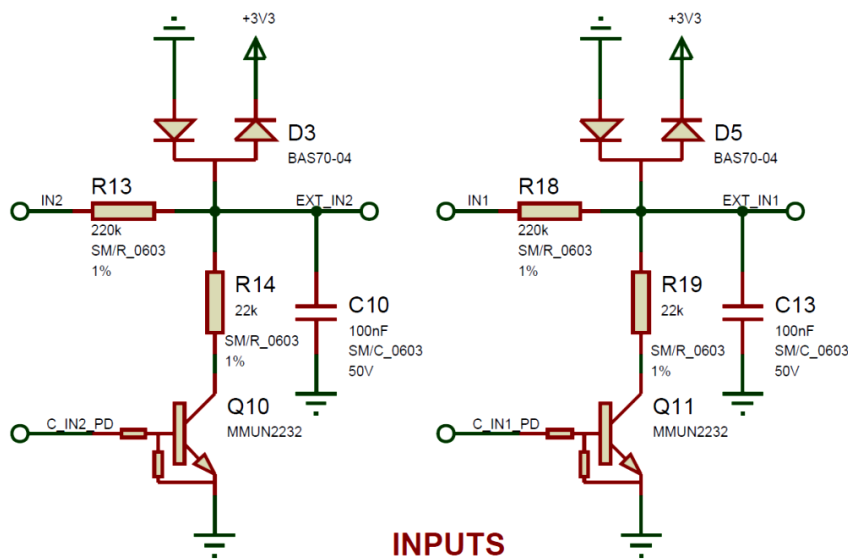 +3V3
D3
BAS70-04
IN2
R13
220k
SM/R_0603
1%
EXT_IN2
R14
22k
SM/R_0603
1%
C10
100nF
SM/C_0603
50V
C_IN2_PD
Q10
MMUN2232
+3V3
D5
BAS70-04
IN1
R18
220k
SM/R_0603
1%
EXT_IN1
R19
22k
SM/R_0603
1%
C13
100nF
SM/C_0603
50V
C_IN1_PD
Q11
MMUN2232
INPUTS